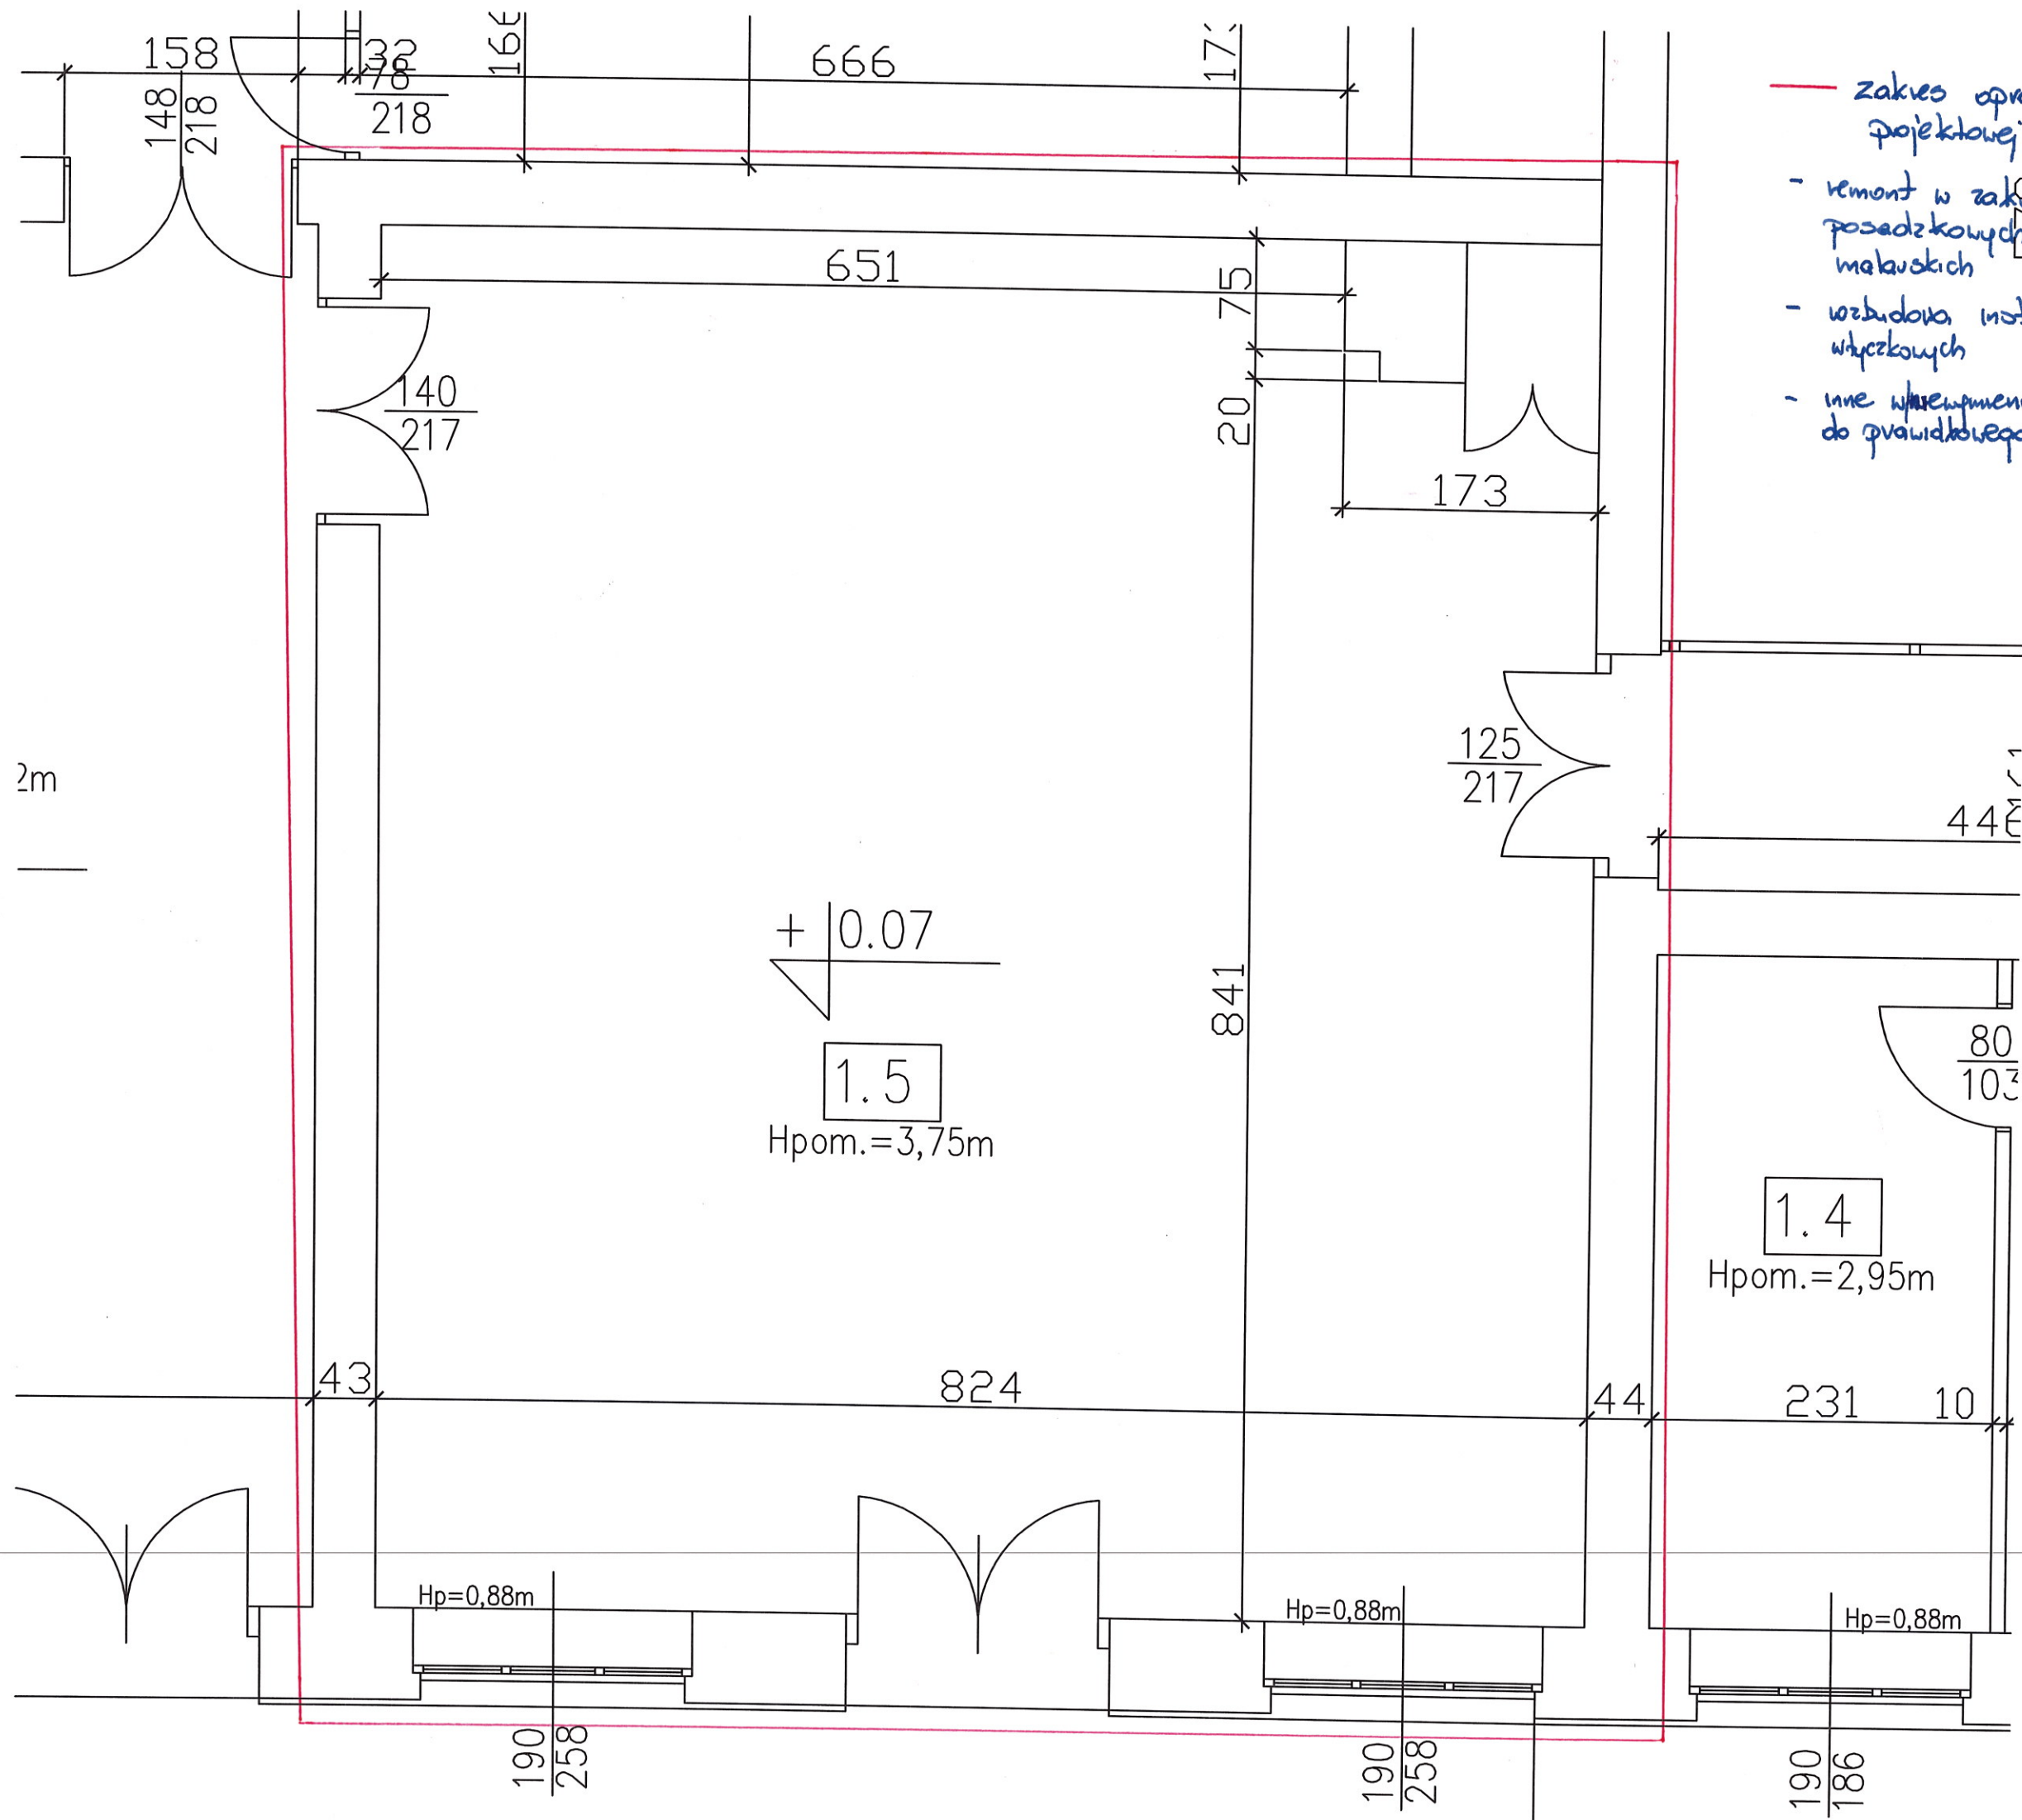 158
32
78
218
148
218
166
666
zakres
projektowej
- remont w
posadzkowych
malarskich
-
wtyczkowych
- inne
do prawidłowego
651
75
20
140
217
173
125
217
2m
+ 0.07
841
1.5
Hpom.=3,75m
80
1.4
Hpom.=2,95m
43
824
44
231
10
Hp=0,88m
Hp=0,88m
Hp=0,88m
190
258
190
258
190
186